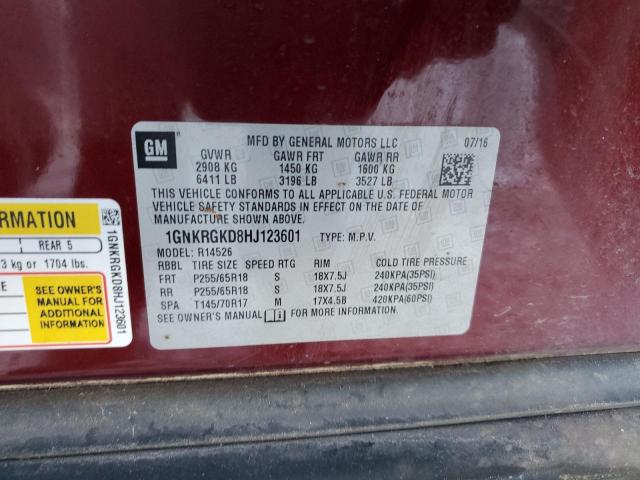 GM
MFD BY GENERAL MOTORS LLC 07/16
GVWR GAWR FRT GAWR RR
2908 KG 1450 KG 1600 KG
6411 LB 3196 LB 3527 LB
THIS VEHICLE CONFORMS TO ALL APPLICABLE U.S. FEDERAL MOTOR
VEHICLE SAFETY STANDARDS IN EFFECT ON THE DATE OF
MANUFACTURE SHOWN ABOVE.
1GNKRGKD8HJ123601 TYPE: M.P.V.
MODEL: R14526
RBBL TIRE SIZE SPEED RTG RIM COLD TIRE PRESSURE
FRT P255/65R18 S 18X7.5J 240KPA(35PSI)
RR P255/65R18 S 18X7.5J 240KPA(35PSI)
SPA T145/70R17 M 17X4.5B 420KPA(60PSI)
SEE OWNER'S MANUAL FOR MORE INFORMATION.
FORMATION
REAR 5
3 kg or 1704 lbs.
SEE OWNER'S
MANUAL FOR
ADDITIONAL
INFORMATION
1GNKRGKD8HJ123601